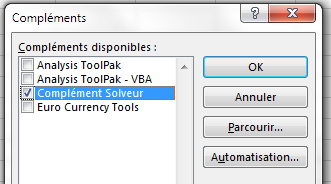 Compléments
Compléments disponibles :
Analysis ToolPak
Analysis ToolPak - VBA
Complément Solveur
Euro Currency Tools
OK
Annuler
Parcourir...
Automatisation...